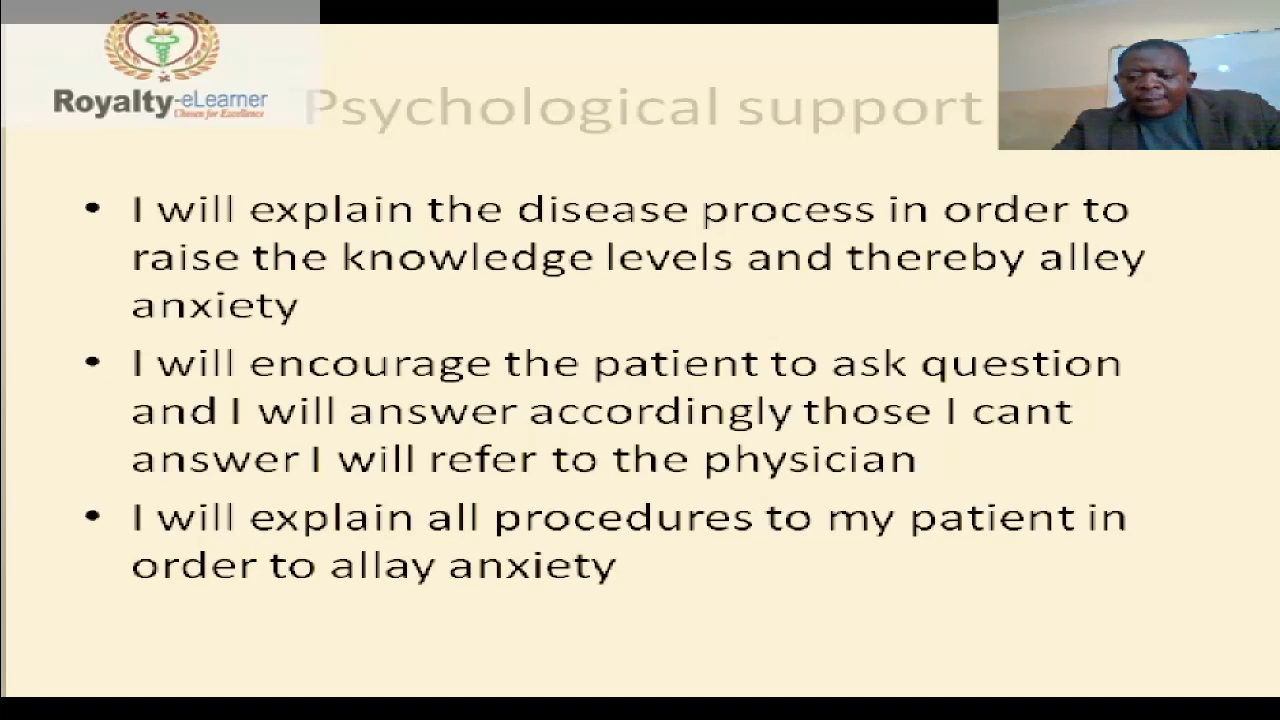 Royalty-eLearner
Chosen for Excellence
Psychological support
• I will explain the disease process in order to
raise the knowledge levels and thereby alley
anxiety
• I will encourage the patient to ask question
and I will answer accordingly those I cant
answer I will refer to the physician
• I will explain all procedures to my patient in
order to allay anxiety